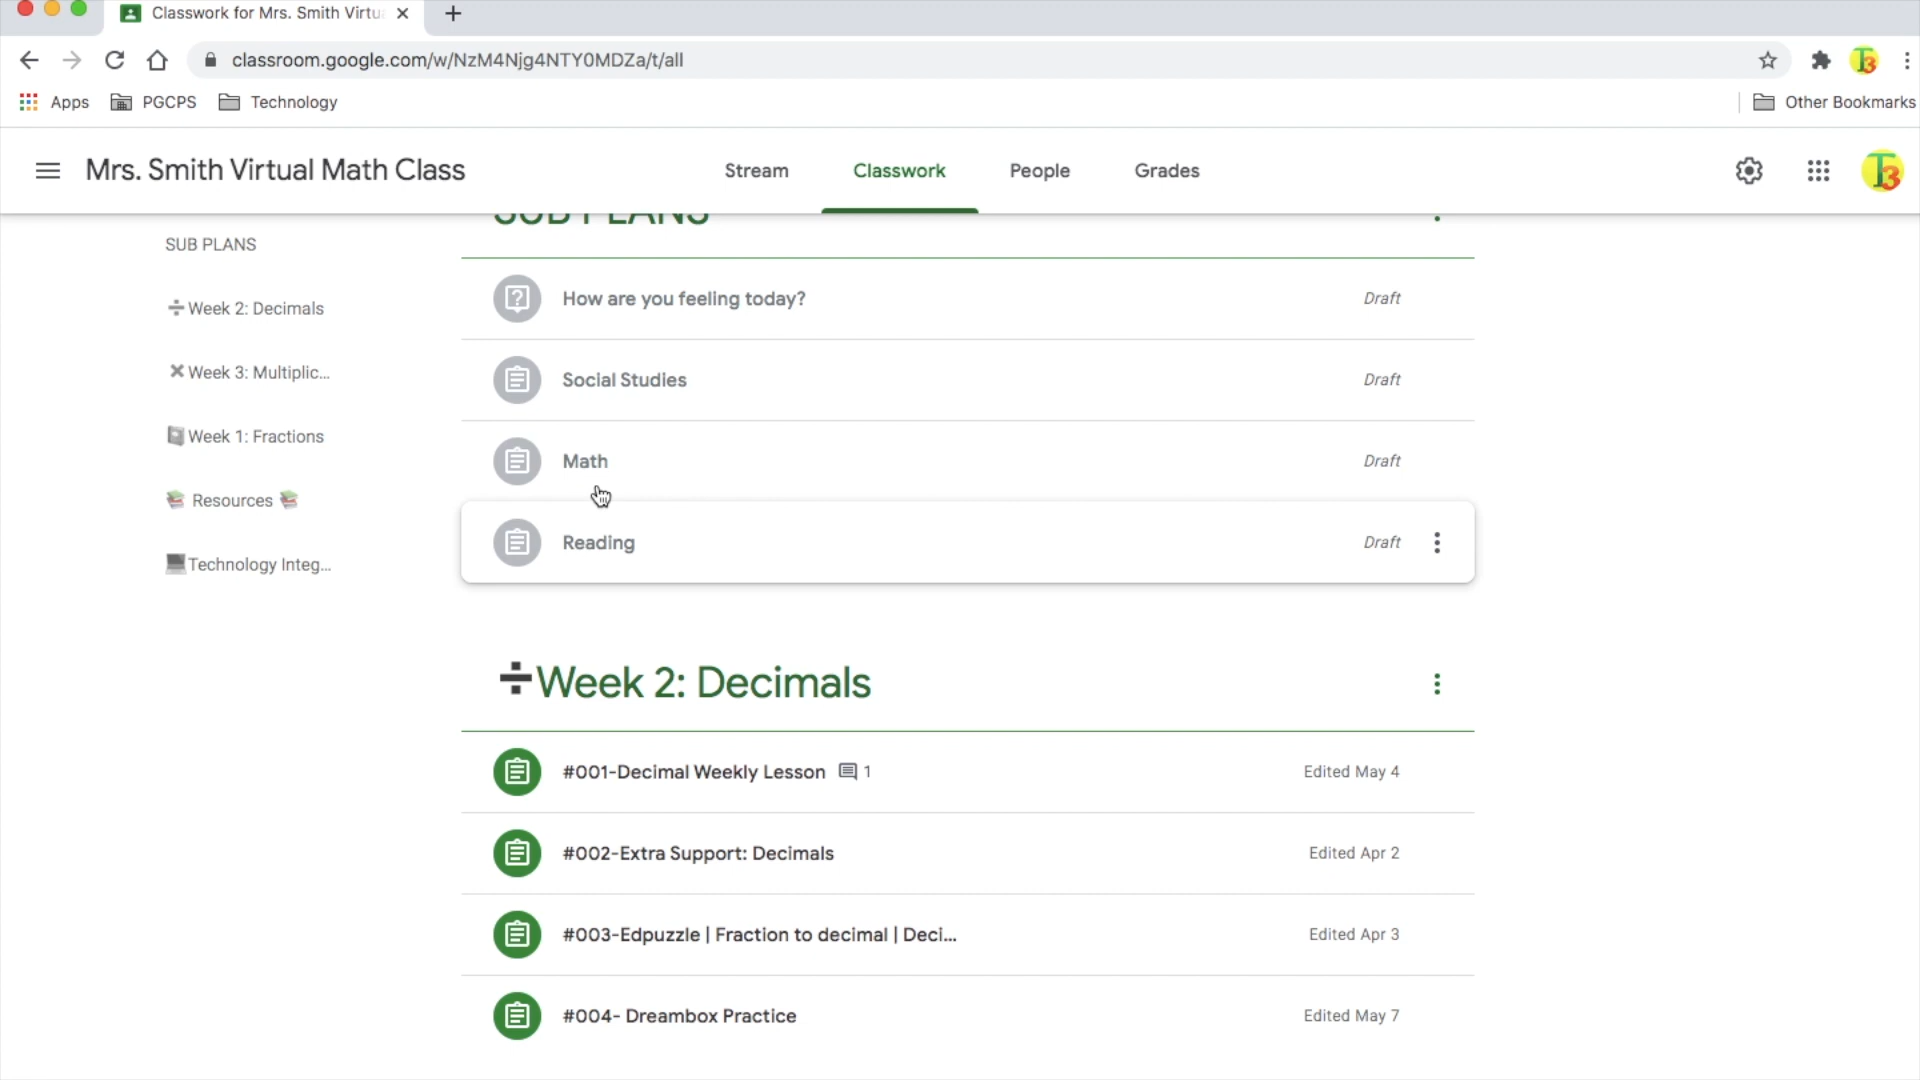 Classwork for Mrs. Smith Virtu
classroom.google.com/w/NzM4Njg4NTY0MDZa/t/all
Apps PGCPS Technology Other Bookmarks
Mrs. Smith Virtual Math Class Stream Classwork People Grades
SUB PLANS
SUB PLANS
÷Week 2: Decimals
✖Week 3: Multiplic...
Week 1: Fractions
Resources
Technology Integ...
How are you feeling today? Draft
Social Studies Draft
Math Draft
Reading Draft
÷Week 2: Decimals
#001-Decimal Weekly Lesson 1 Edited May 4
#002-Extra Support: Decimals Edited Apr 2
#003-Edpuzzle | Fraction to decimal | Deci... Edited Apr 3
#004- Dreambox Practice Edited May 7